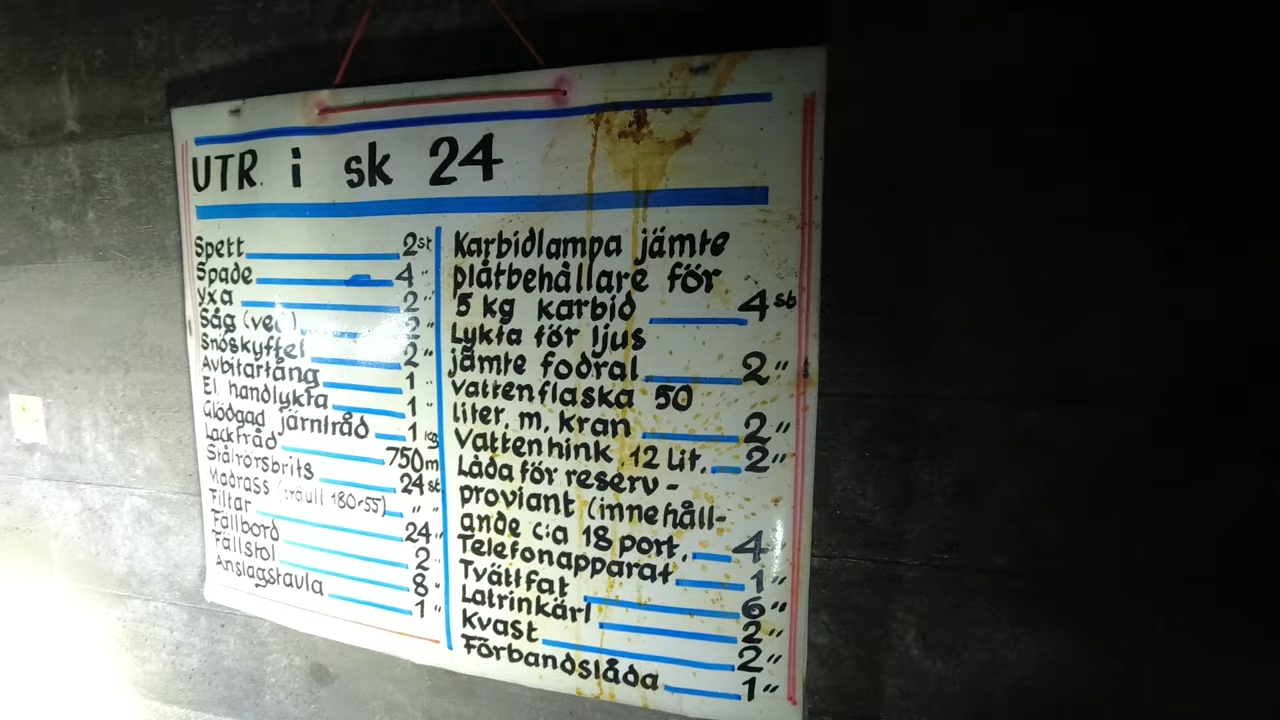 UTR i sk 24
Spett 2 st
Spade 4 "
Yxa 2 "
Såg (ved) 2 "
Snöskyffel 2 "
Avbitartång 1 "
El. handlykta 1 "
Glödgad järntråd 1 kg
Lacktråd 750 m
Stålrörsbrits 24 st
Madrass (träull 180-55) " "
Filtar 24 "
Fällbord 2 "
Fällstol 8 "
Anslagstavla 1 "
Karbidlampa jämte
plåtbehållare för
5 kg karbid 4 st
Lykta för ljus
jämte fodral 2 "
Vattenflaska 50
liter. m. kran 2 "
Vattenhink 12 Lit. 2 "
Låda för reserv-
proviant (innehåll-
ande c:a 18 port. 4 "
Telefonapparat 1 "
Tvättfat 6 "
Latrinkärl 2 "
Kvast 2 "
Förbandslåda 1 "